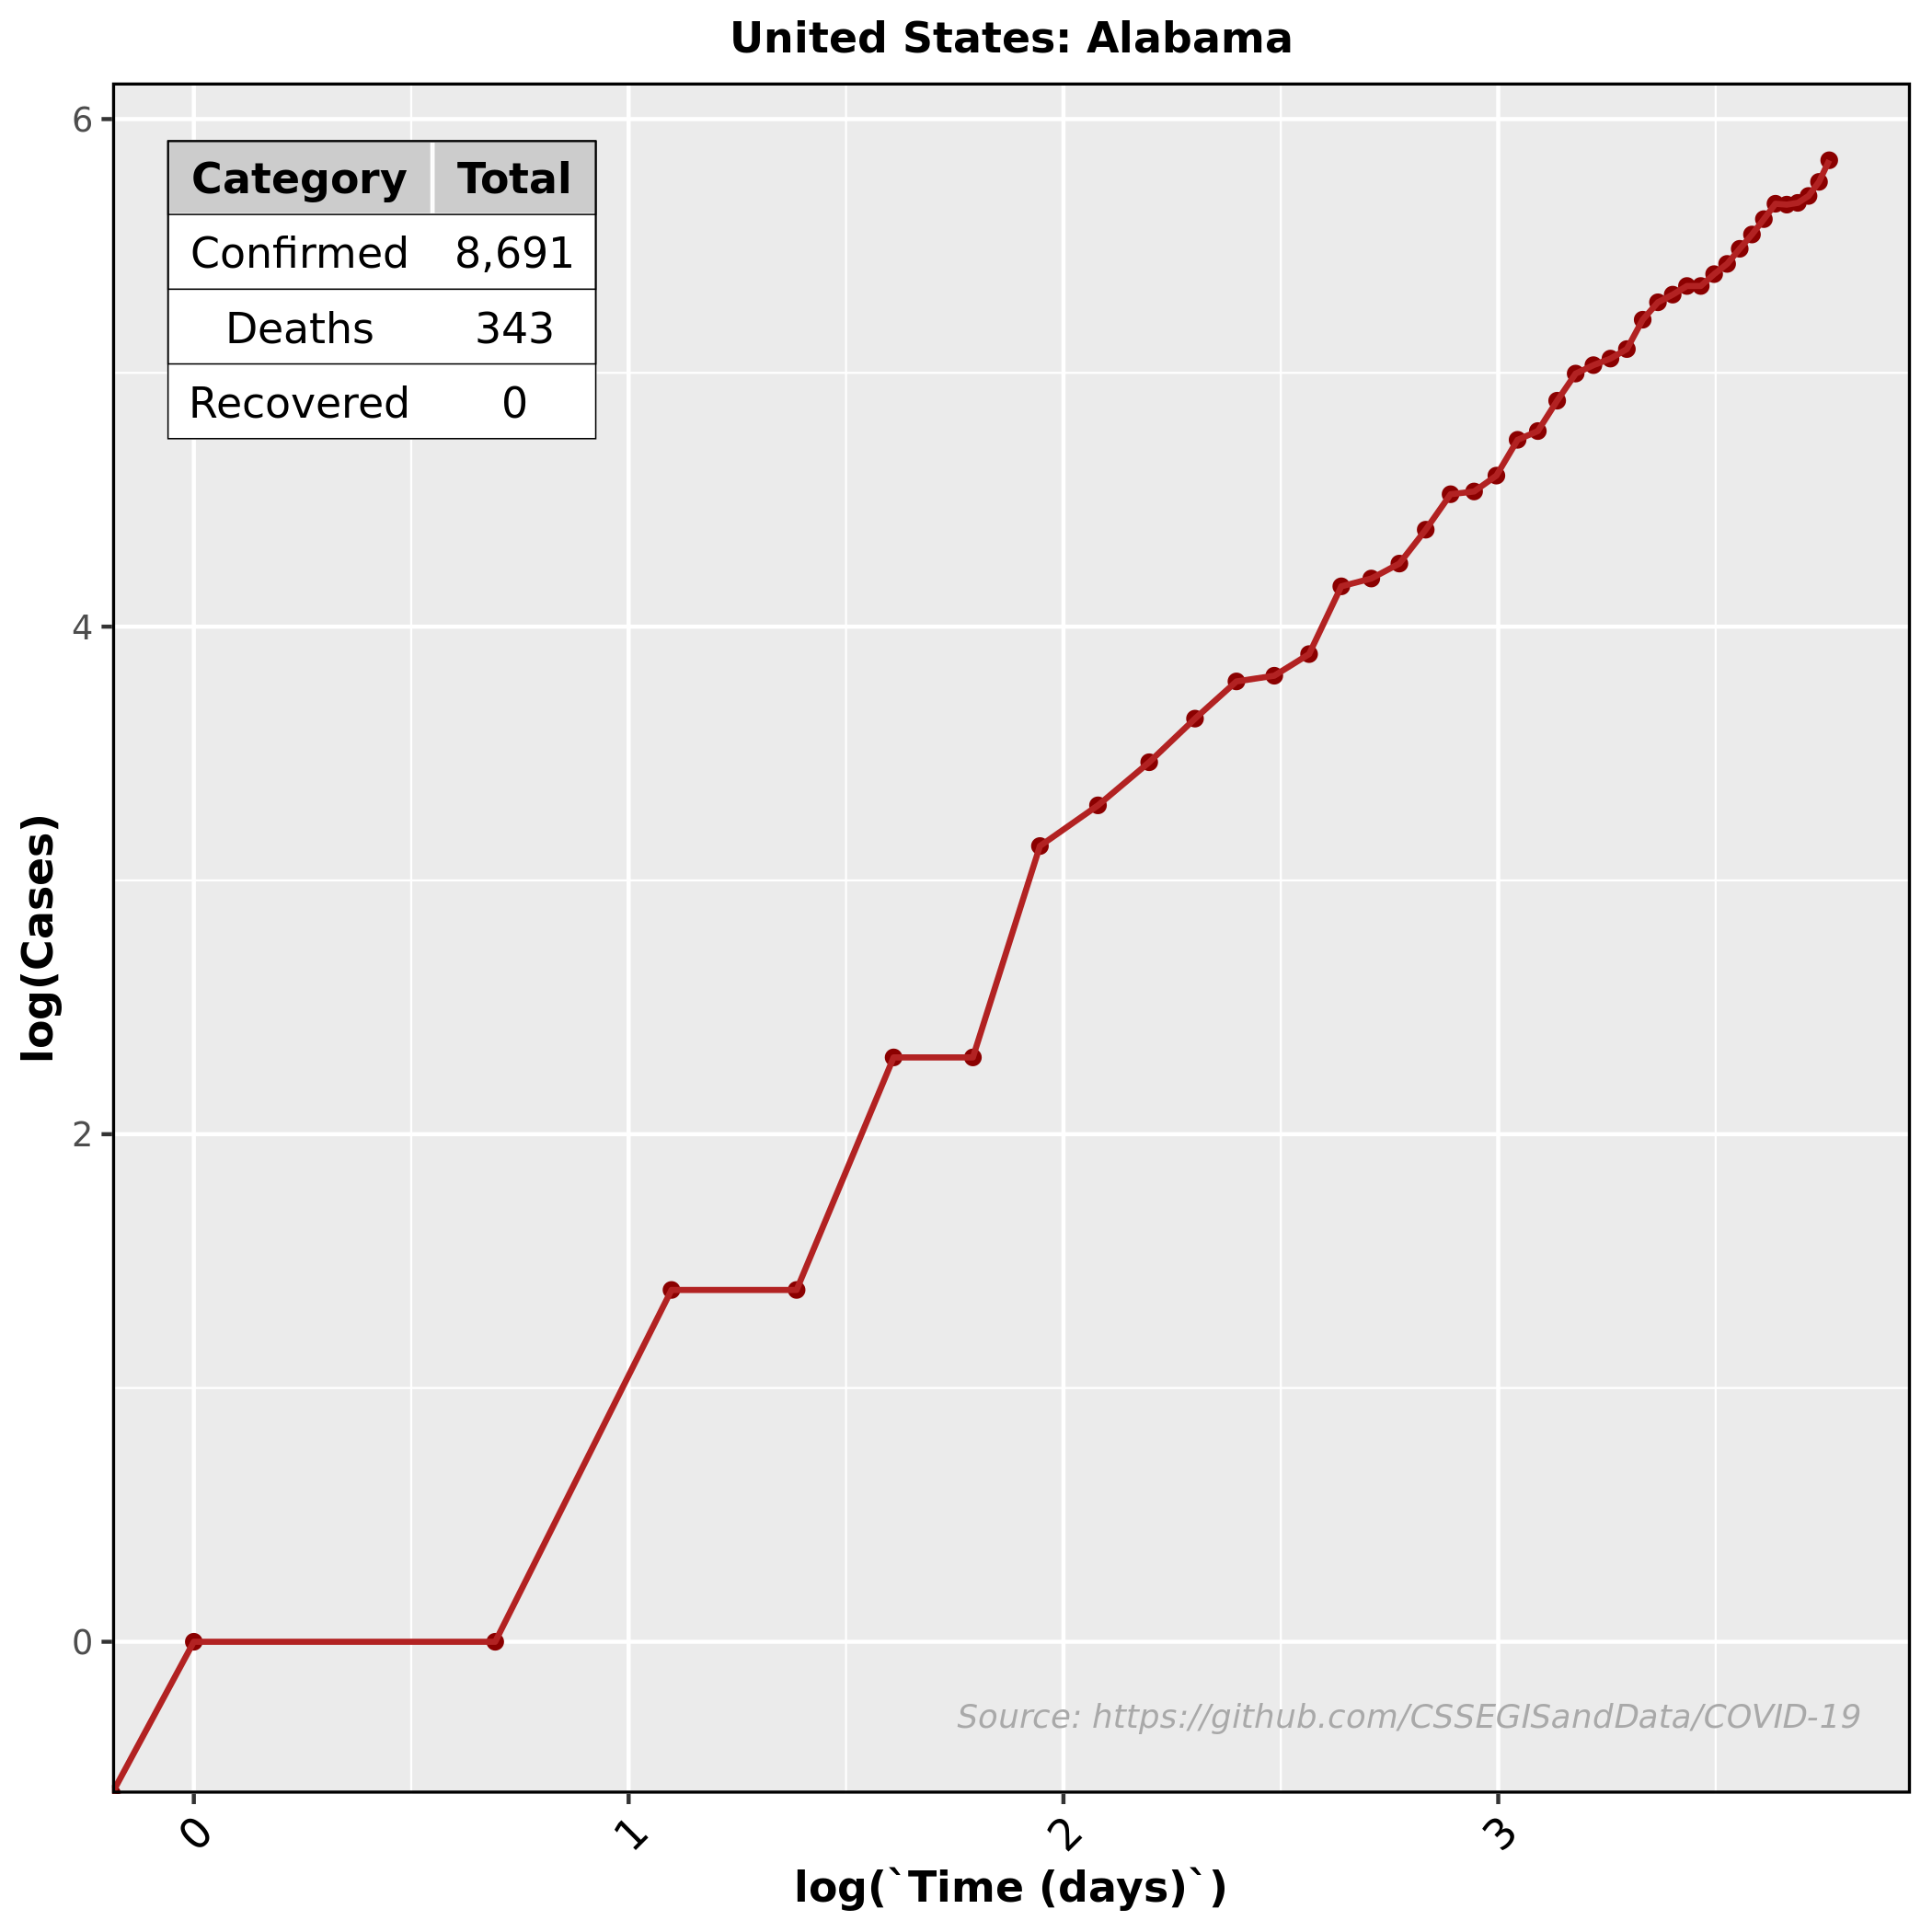 United States: Alabama
6
4
2
0
Category Total
Confirmed 8,691
Deaths 343
Recovered 0
log(Cases)
Source: https://github.com/CSSEGISandData/COVID-19
0 1 2 3
log(`Time (days)`)